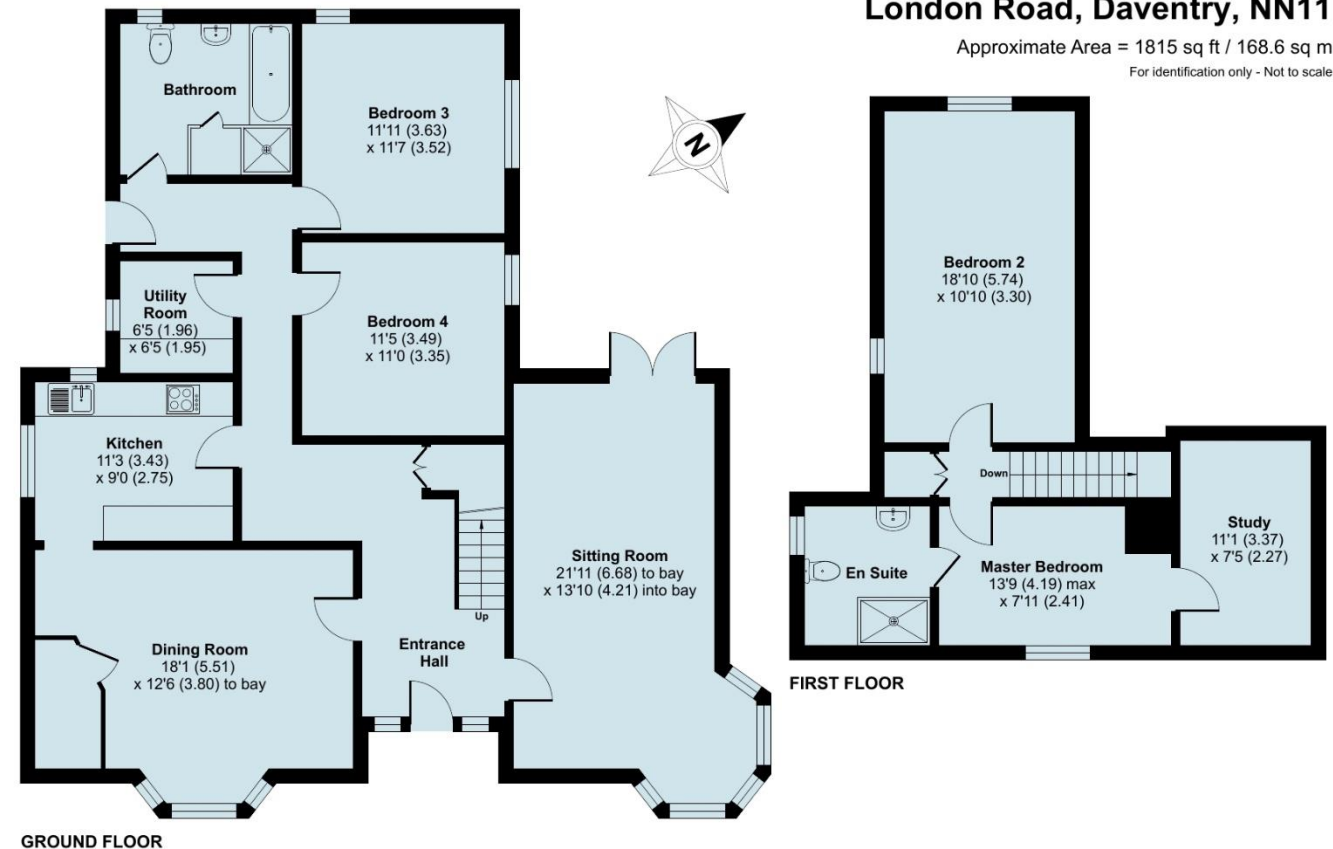 London Road, Daventry, NN11
Approximate Area = 1815 sq ft / 168.6 sq m
For identification only - Not to scale
Bathroom
Bedroom 3
11'11 (3.63)
x 11'7 (3.52)
N
Utility
Room
6'5 (1.96)
x 6'5 (1.95)
Bedroom 4
11'5 (3.49)
x 11'0 (3.35)
Kitchen
11'3 (3.43)
x 9'0 (2.75)
Sitting Room
21'11 (6.68) to bay
x 13'10 (4.21) into bay
Up
Entrance
Hall
Dining Room
18'1 (5.51)
x 12'6 (3.80) to bay
GROUND FLOOR
Bedroom 2
18'10 (5.74)
x 10'10 (3.30)
Down
En Suite
Master Bedroom
13'9 (4.19) max
x 7'11 (2.41)
Study
11'1 (3.37)
x 7'5 (2.27)
FIRST FLOOR